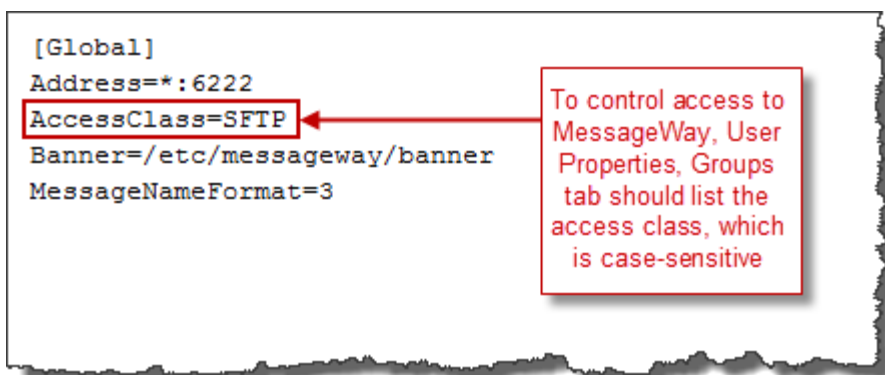 [Global]
Address=*:6222
AccessClass=SFTP
Banner=/etc/messageway/banner
MessageNameFormat=3
To control access to
MessageWay, User
Properties, Groups
tab should list the
access class, which
is case-sensitive